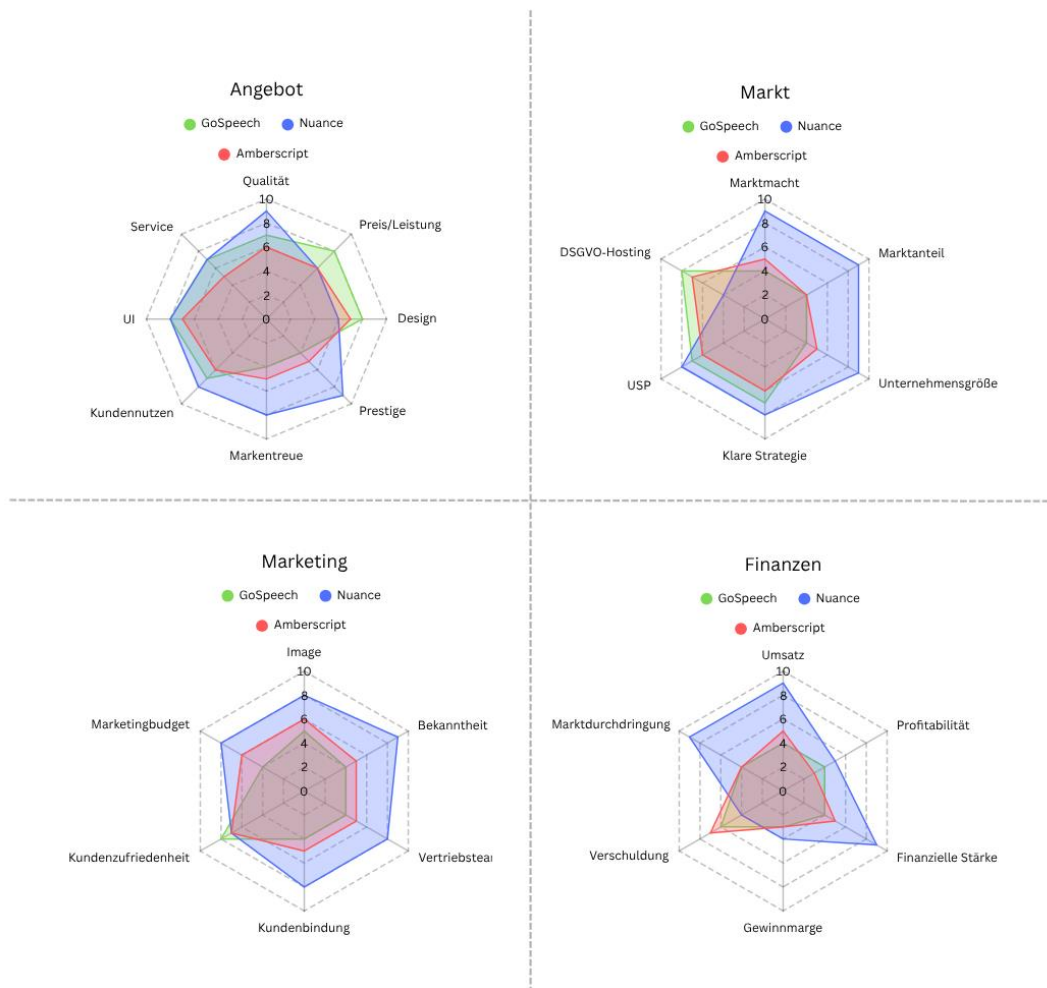 Angebot
GoSpeech
Nuance
Amberscript
Qualität
10
8
6
4
2
0
Preis/Leistung
Design
Prestige
Markentreue
Kundennutzen
UI
Service
Markt
GoSpeech
Nuance
Amberscript
Marktmacht
10
8
6
4
2
0
Marktanteil
Unternehmensgröße
Klare Strategie
USP
DSGVO-Hosting
Marketing
GoSpeech
Nuance
Amberscript
Image
10
8
6
4
2
0
Bekanntheit
Vertriebstear
Kundenbindung
Kundenzufriedenheit
Marketingbudget
Finanzen
GoSpeech
Nuance
Amberscript
Umsatz
10
8
6
4
2
0
Profitabilität
Finanzielle Stärke
Gewinnmarge
Verschuldung
Marktdurchdringung